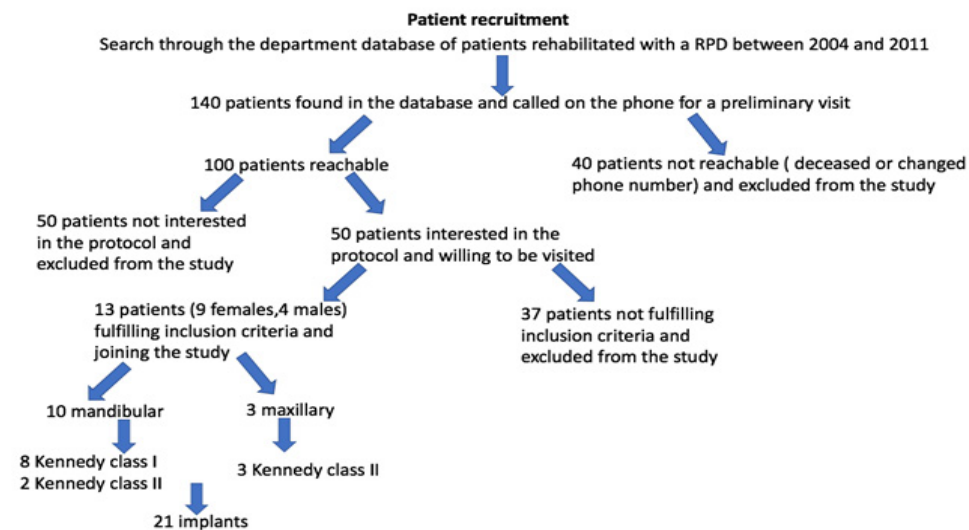 Patient recruitment
Search through the department database of patients rehabilitated with a RPD between 2004 and 2011
140 patients found in the database and called on the phone for a preliminary visit
100 patients reachable
40 patients not reachable ( deceased or changed
phone number) and excluded from the study
50 patients not interested
in the protocol and
excluded from the study
50 patients interested in the
protocol and willing to be visited
13 patients (9 females,4 males)
fulfilling inclusion criteria and
joining the study
37 patients not fulfilling
inclusion criteria and
excluded from the study
10 mandibular
3 maxillary
8 Kennedy class I
2 Kennedy class II
3 Kennedy class II
21 implants